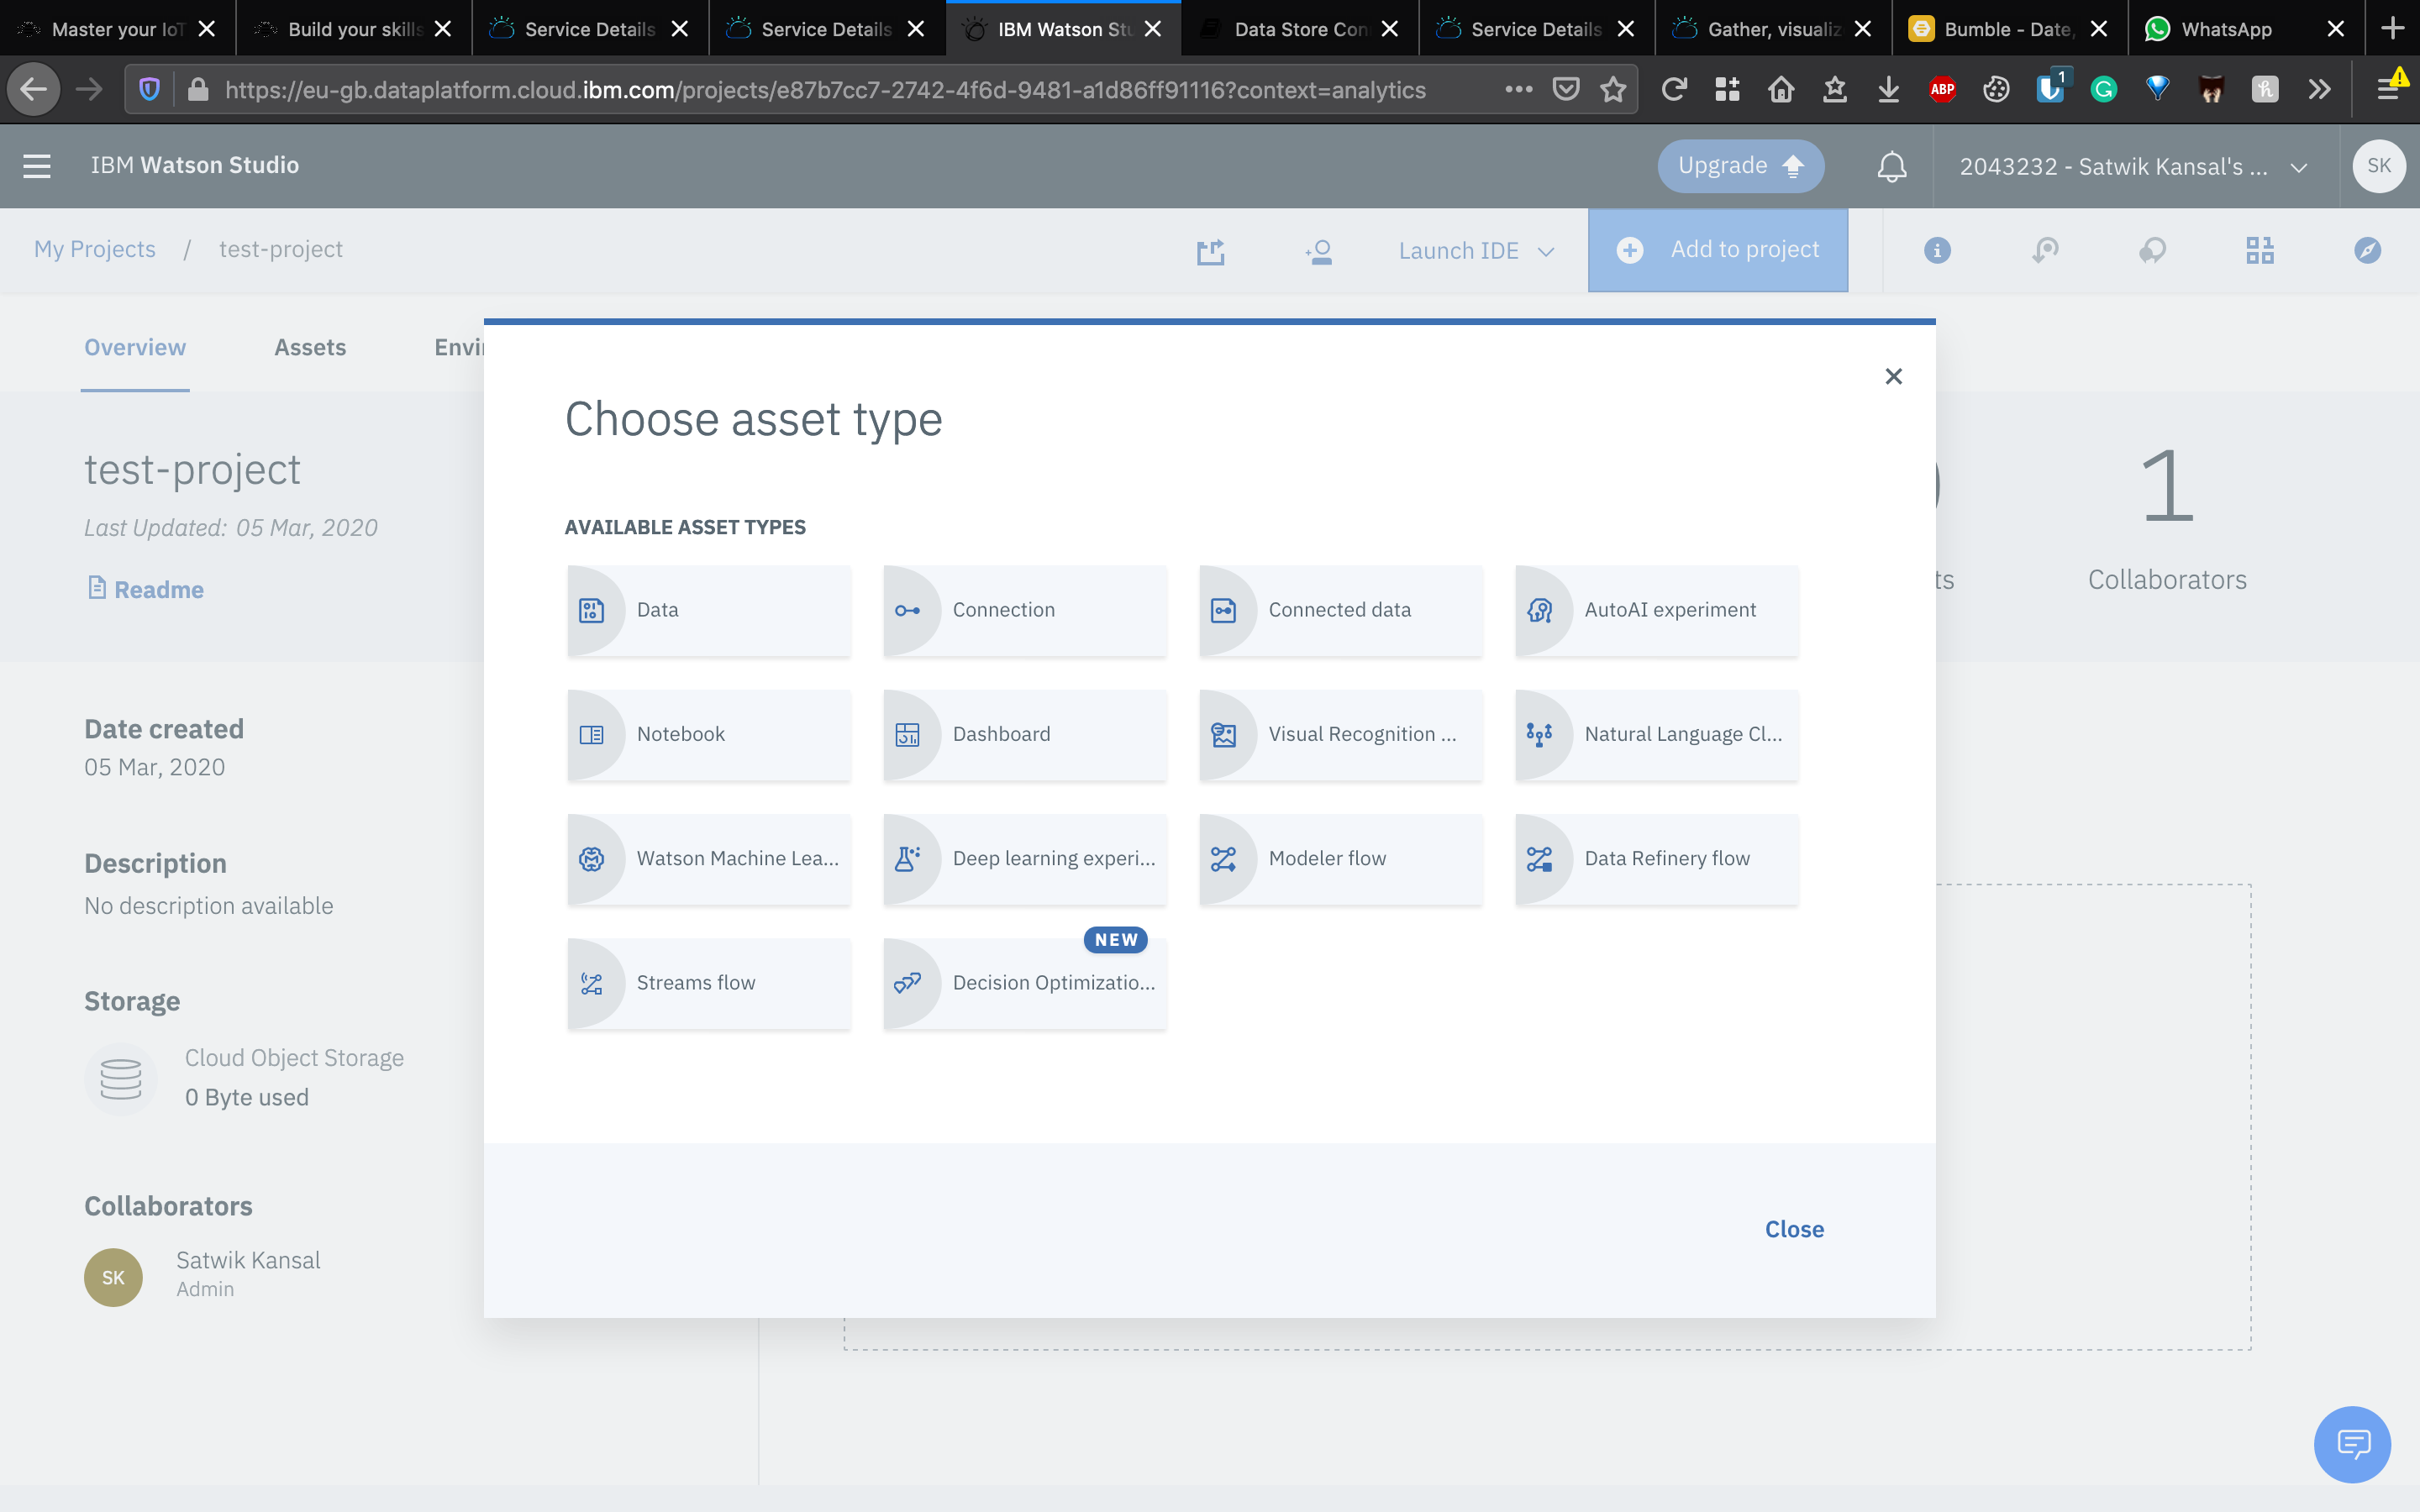 Master your IoT
Build your skills
Service Details
Service Details
IBM Watson Stu
Data Store Con
Service Details
Gather, visualiz
Bumble - Date,
WhatsApp
https://eu-gb.dataplatform.cloud.ibm.com/projects/e87b7cc7-2742-4f6d-9481-a1d86ff91116?context=analytics
ABP
1
IBM Watson Studio
Upgrade
2043232 - Satwik Kansal's ...
SK
My Projects / test-project
Launch IDE
Add to project
Overview
Assets
Envi
Choose asset type
test-project
Last Updated: 05 Mar, 2020
Readme
1
ts
Collaborators
AVAILABLE ASSET TYPES
Data
Connection
Connected data
AutoAI experiment
Notebook
Dashboard
Visual Recognition ...
Natural Language Cl...
Watson Machine Lea...
Deep learning experi...
Modeler flow
Data Refinery flow
Streams flow
NEW
Decision Optimizatio...
Close
Date created
05 Mar, 2020
Description
No description available
Storage
Cloud Object Storage
0 Byte used
Collaborators
SK
Satwik Kansal
Admin